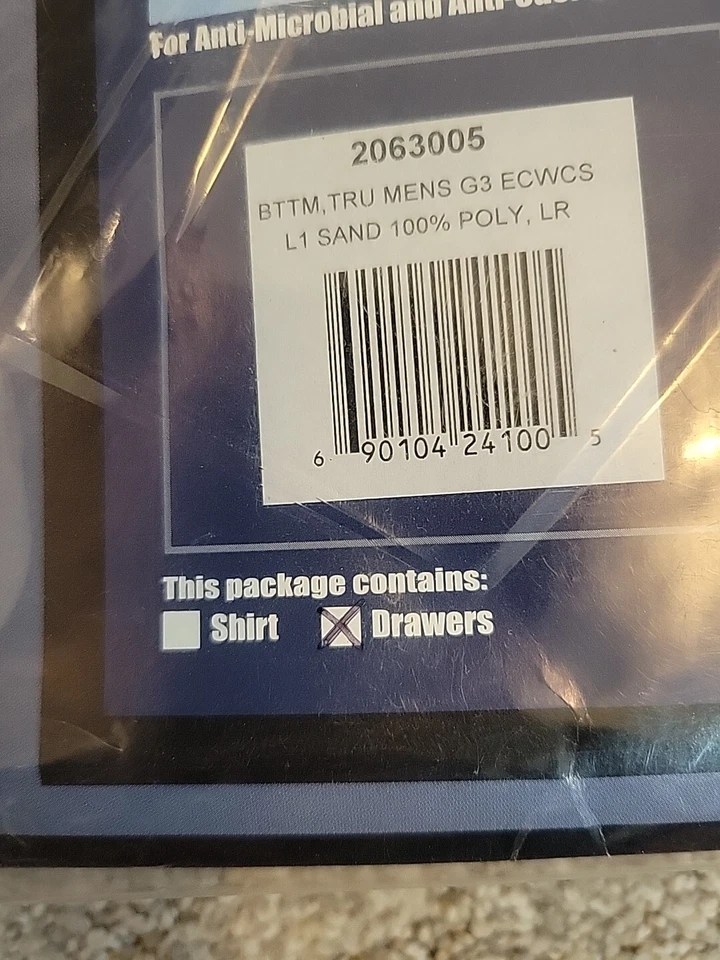 For Anti-Microbial and Anti-
2063005
BTTM,TRU MENS G3 ECWCS
L1 SAND 100% POLY, LR
6 90104 24100 5
This package contains:
Shirt Drawers